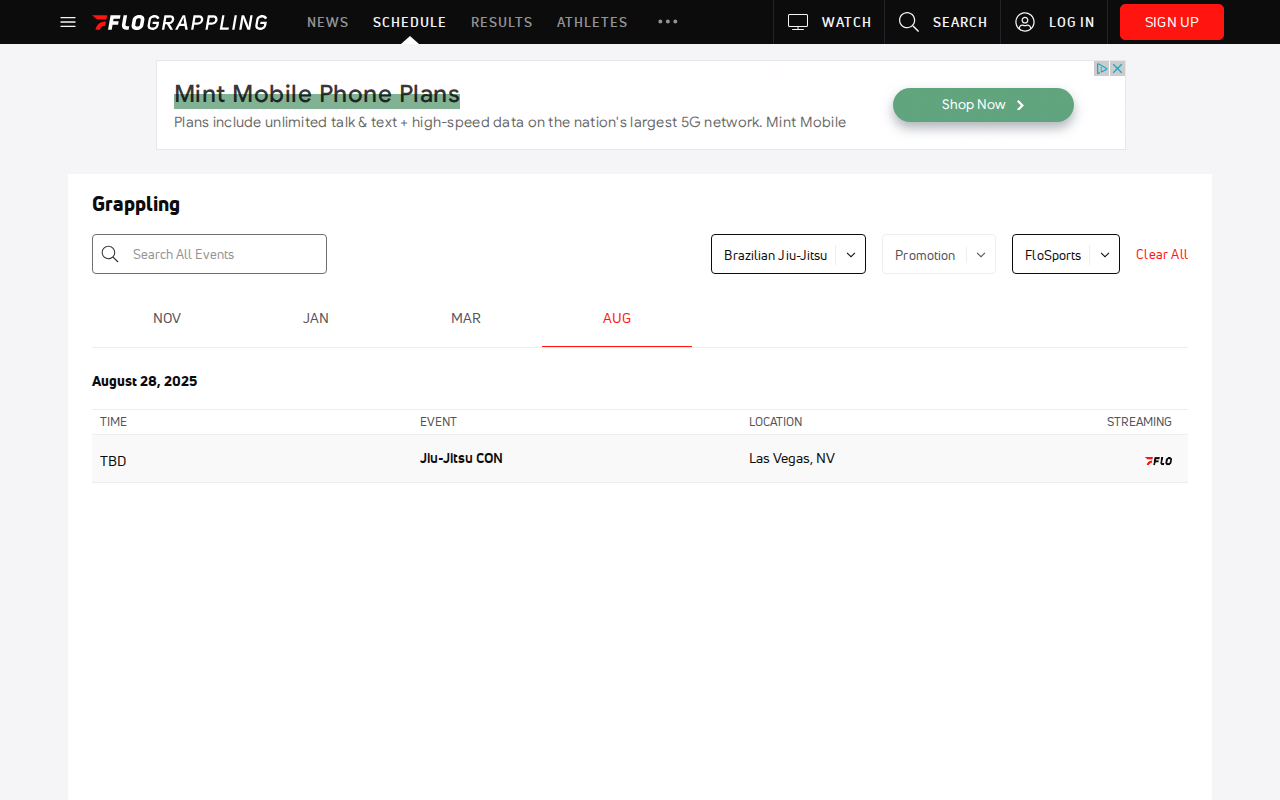 FLOGRAPPLING NEWS SCHEDULE RESULTS ATHLETES WATCH SEARCH LOG IN SIGN UP
Mint Mobile Phone Plans
Plans include unlimited talk & text + high-speed data on the nation's largest 5G network. Mint Mobile
Shop Now
Grappling
Search All Events
Brazilian Jiu-Jitsu
Promotion
FloSports
Clear All
NOV JAN MAR AUG
August 28, 2025
TIME EVENT LOCATION STREAMING
TBD Jiu-Jitsu CON Las Vegas, NV FLO